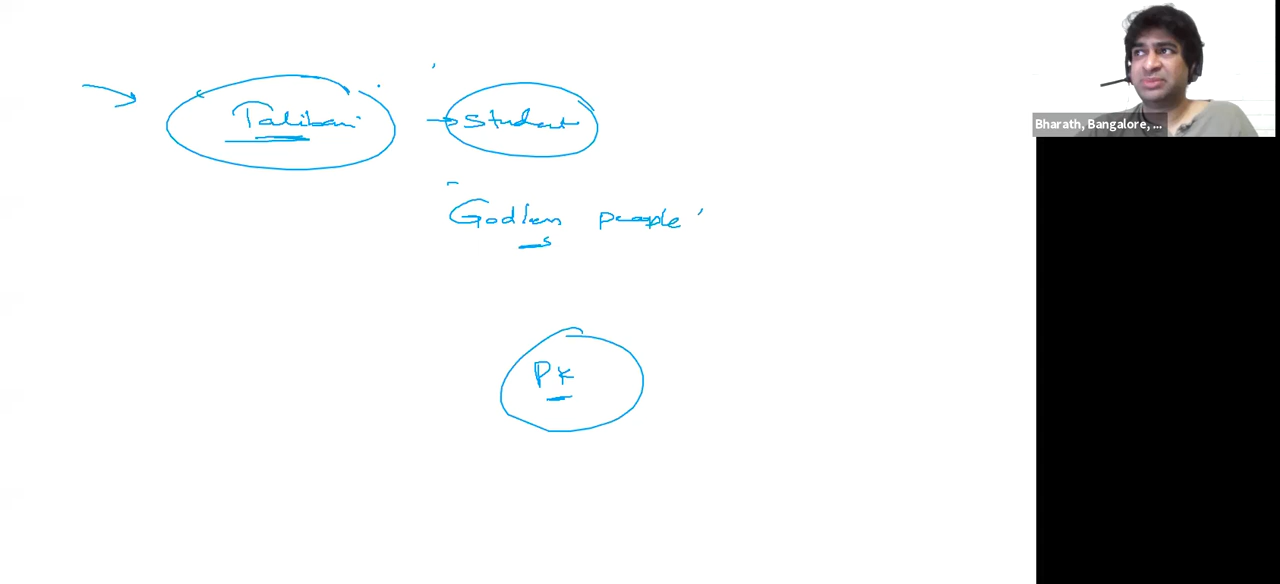 Taliban → student
"Godless people"
PK
Bharath, Bangalore, ...